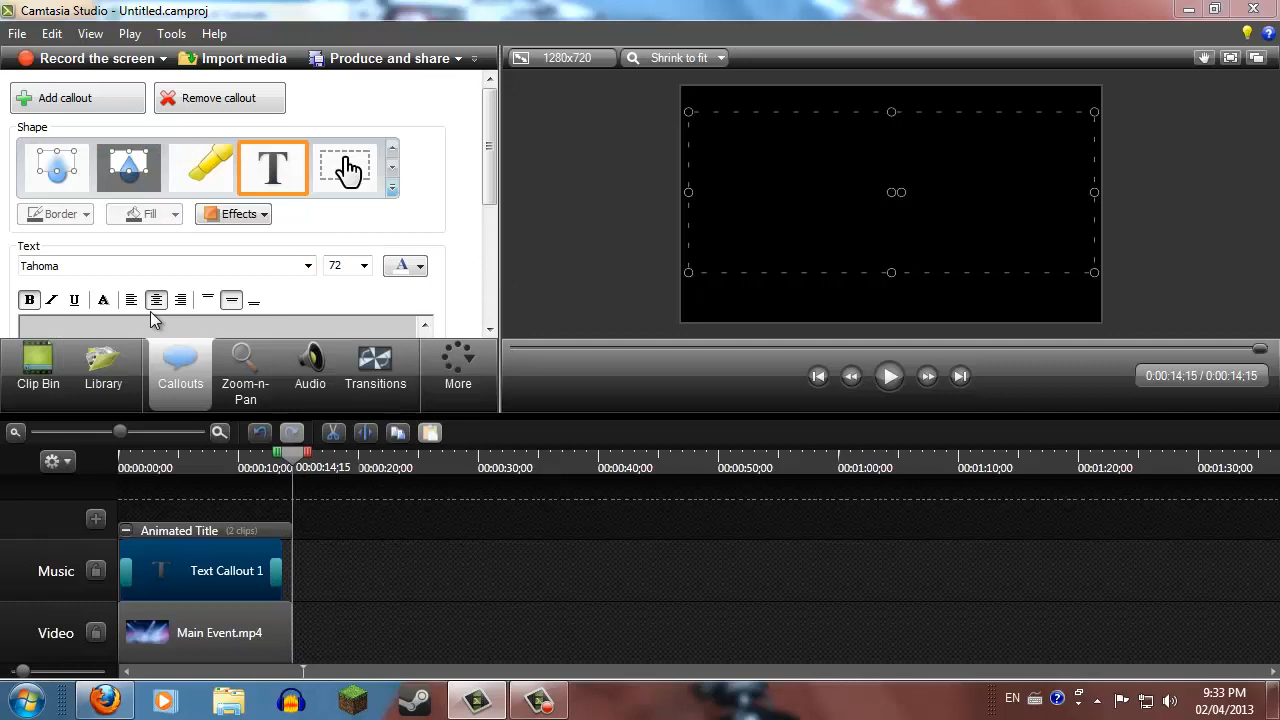 Camtasia Studio - Untitled.camproj
File Edit View Play Tools Help
Record the screen Import media Produce and share
1280x720 Shrink to fit
Add callout Remove callout
Shape
T
Border Fill Effects
Text
Tahoma 72 A
B I U A
Clip Bin Library Callouts Zoom-n-Pan Audio Transitions More
0:00:14;15 / 0:00:14;15
00:00:00;00 00:00:10;00 00:00:14;15 00:00:20;00 00:00:30;00 00:00:40;00 00:00:50;00 00:01:00;00 00:01:10;00 00:01:20;00 00:01:30;00
Animated Title (2 clips)
Music T Text Callout 1
Video Main Event.mp4
EN 9:33 PM
02/04/2013